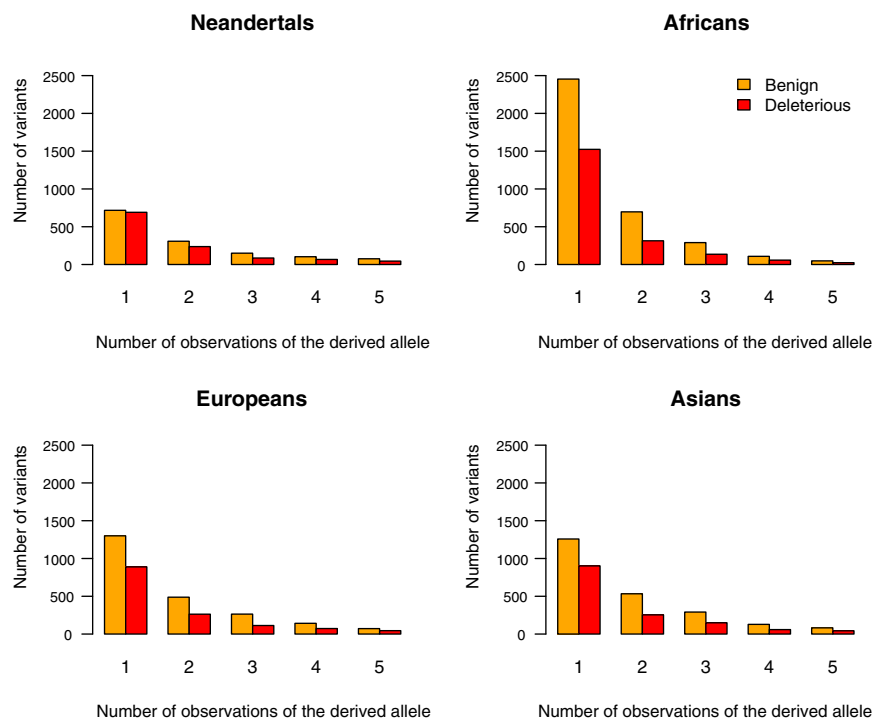 Neandertals
Number of variants
2500
2000
1500
1000
500
0
1 2 3 4 5
Number of observations of the derived allele
Africans
Number of variants
2500
2000
1500
1000
500
0
Benign
Deleterious
1 2 3 4 5
Number of observations of the derived allele
Europeans
Number of variants
2500
2000
1500
1000
500
0
1 2 3 4 5
Number of observations of the derived allele
Asians
Number of variants
2500
2000
1500
1000
500
0
1 2 3 4 5
Number of observations of the derived allele